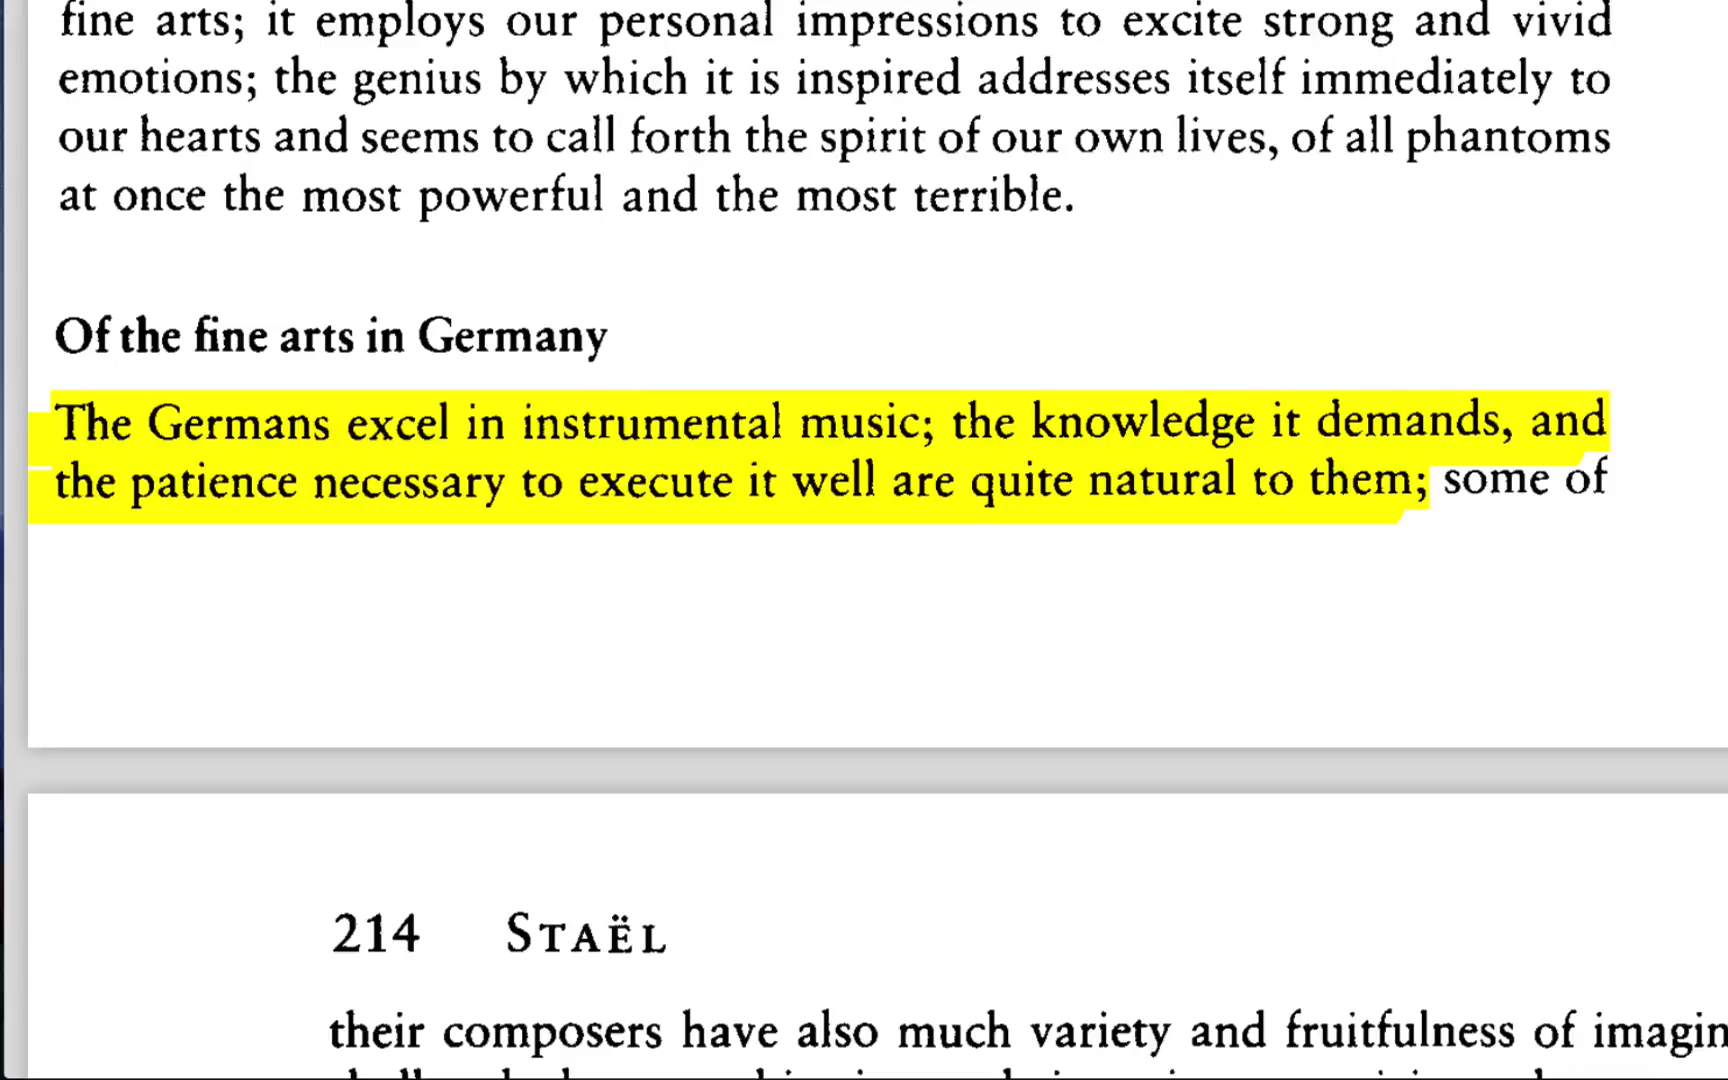 fine arts; it employs our personal impressions to excite strong and vivid
emotions; the genius by which it is inspired addresses itself immediately to
our hearts and seems to call forth the spirit of our own lives, of all phantoms
at once the most powerful and the most terrible.
Of the fine arts in Germany
The Germans excel in instrumental music; the knowledge it demands, and
the patience necessary to execute it well are quite natural to them; some of
214 STAËL
their composers have also much variety and fruitfulness of imagin